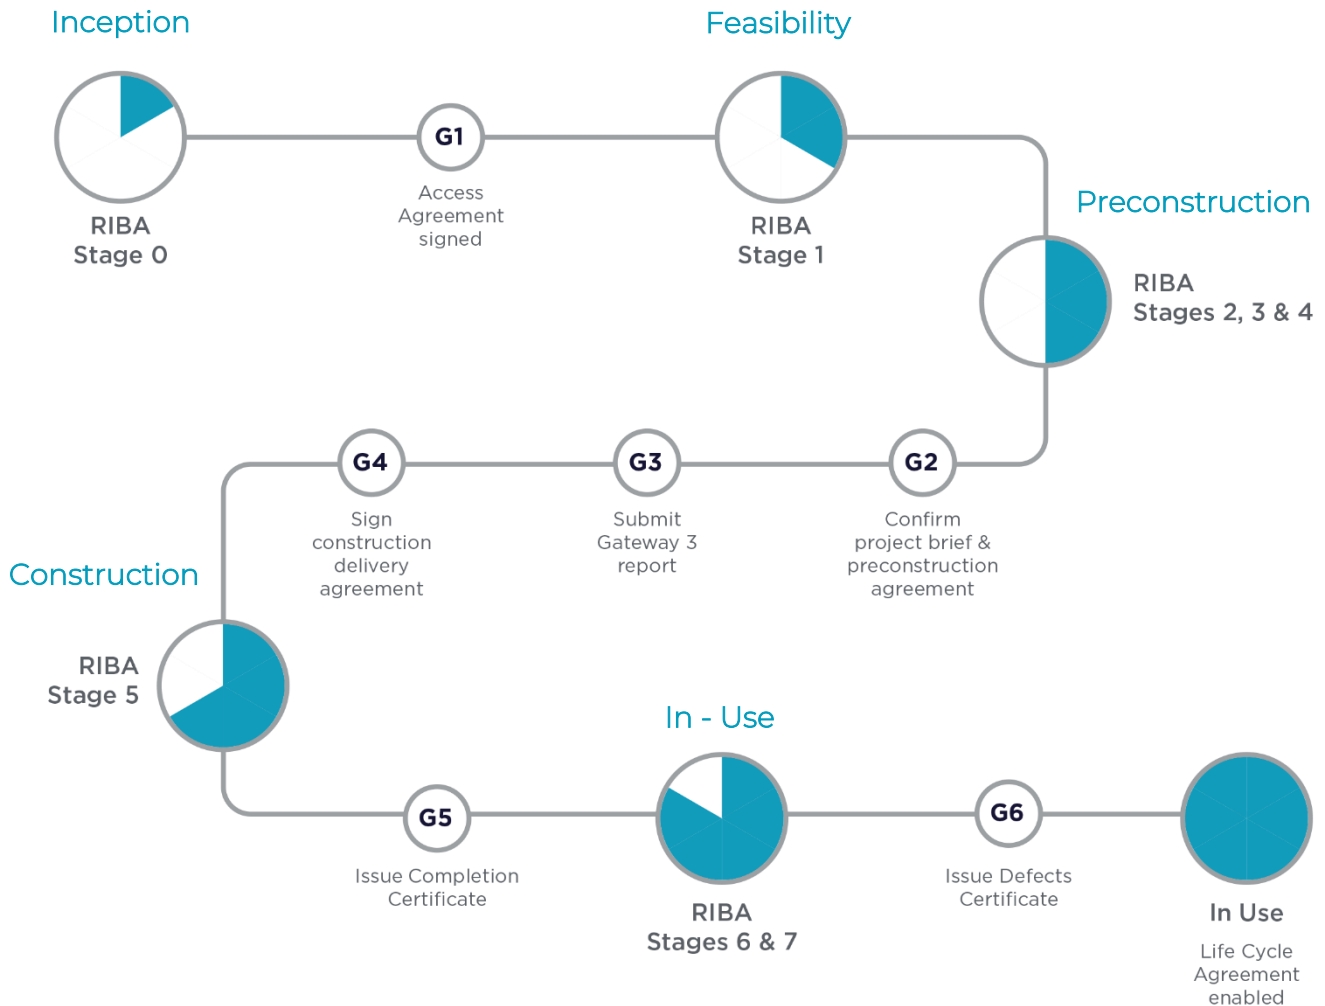 Inception
Feasibility
G1
Access
Agreement
signed
RIBA
Stage 0
RIBA
Stage 1
Preconstruction
RIBA
Stages 2, 3 & 4
G4
G3
G2
Sign
construction
delivery
agreement
Submit
Gateway 3
report
Confirm
project brief &
preconstruction
agreement
Construction
RIBA
Stage 5
In - Use
G5
G6
Issue Completion
Certificate
RIBA
Stages 6 & 7
Issue Defects
Certificate
In Use
Life Cycle
Agreement
enabled